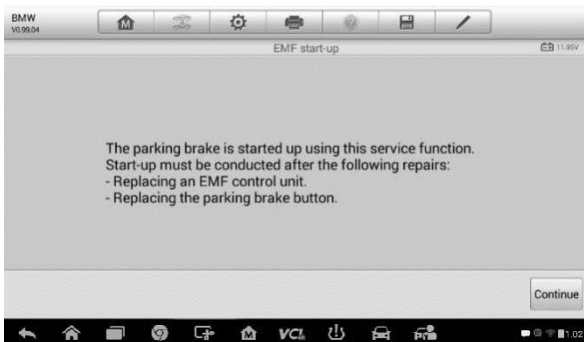 BMW
V0.99.04
M
EMF start-up
11.95V
The parking brake is started up using this service function.
Start-up must be conducted after the following repairs:
- Replacing an EMF control unit.
- Replacing the parking brake button.
Continue
M
VCI
1:02